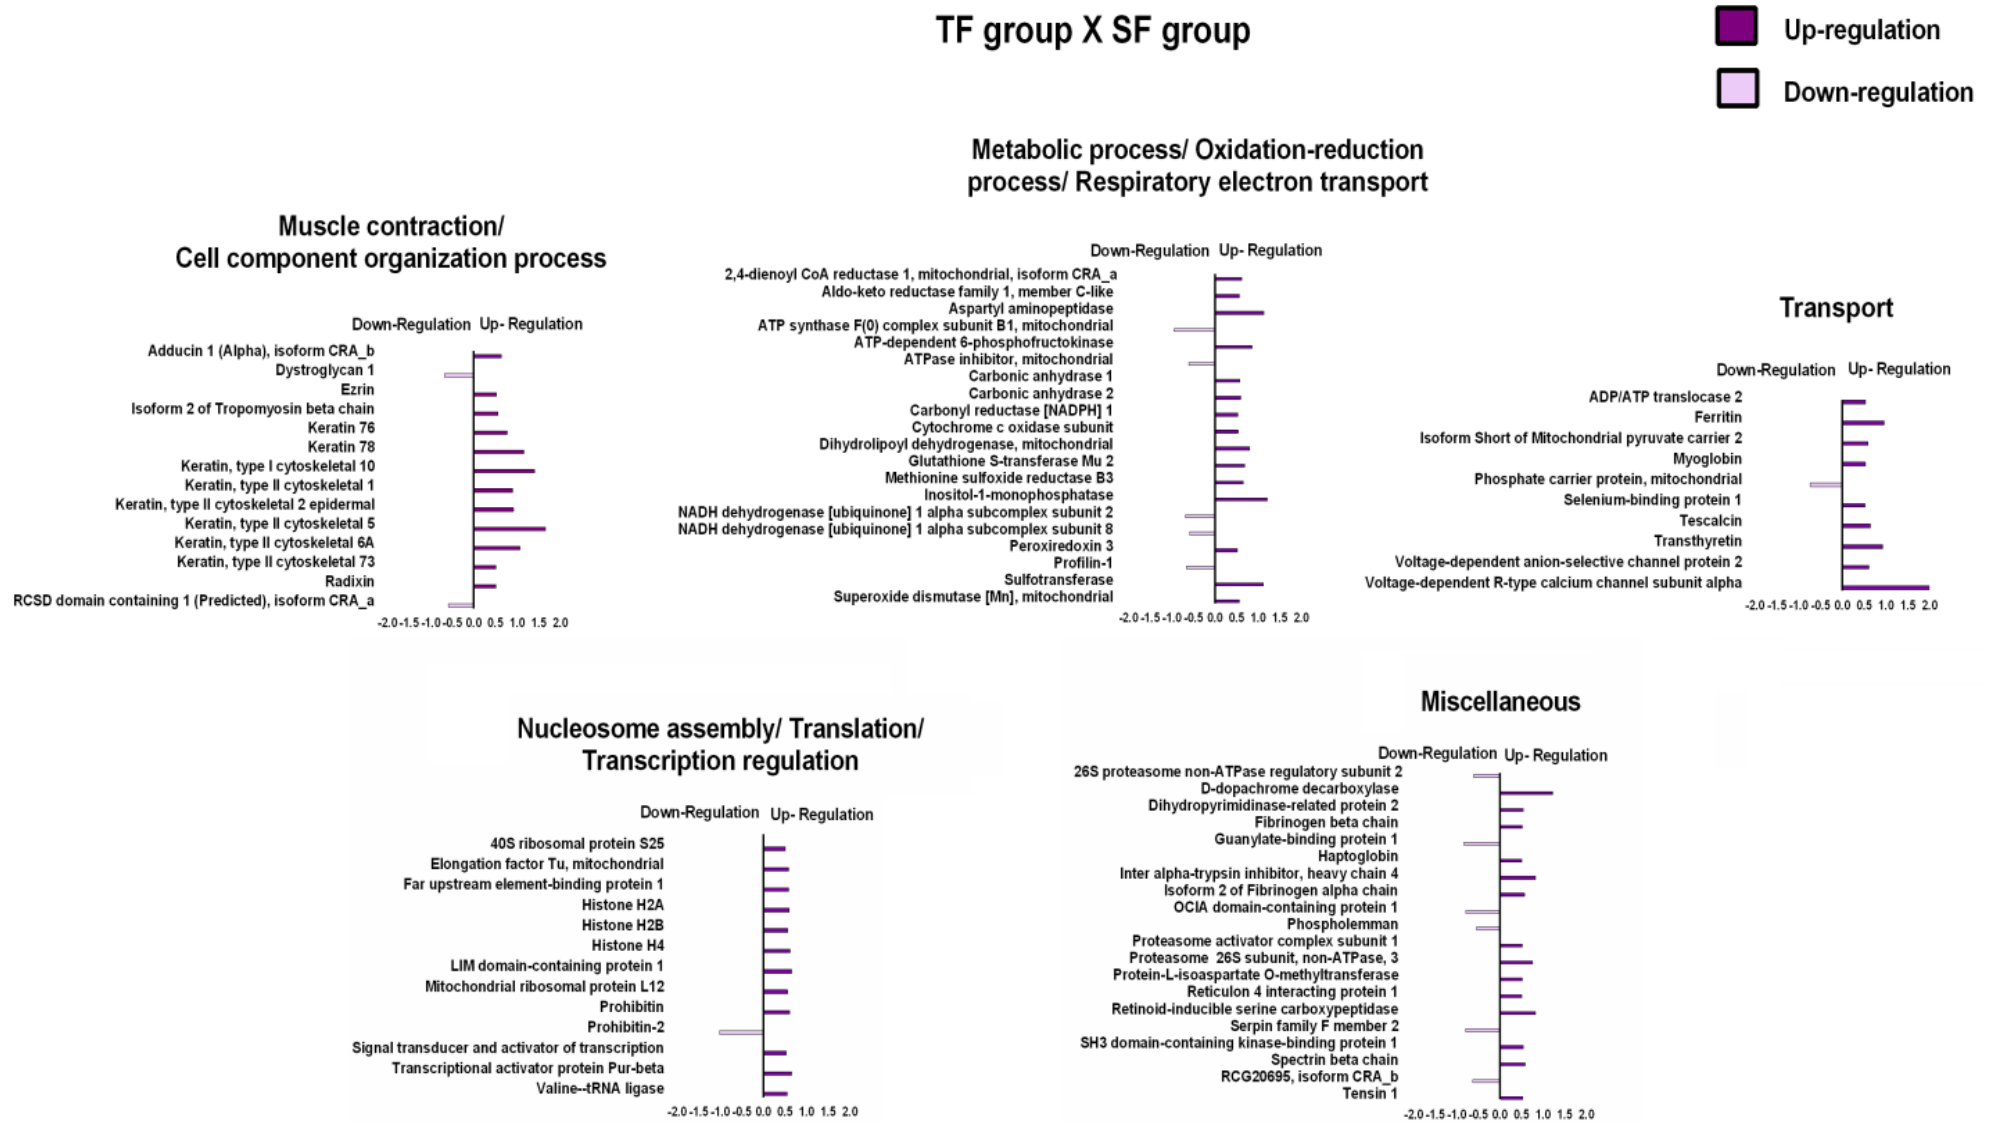 TF group X SF group
Up-regulation
Down-regulation
Muscle contraction/
Cell component organization process
Down-Regulation Up- Regulation
Adducin 1 (Alpha), isoform CRA_b
Dystroglycan 1
Ezrin
Isoform 2 of Tropomyosin beta chain
Keratin 76
Keratin 78
Keratin, type I cytoskeletal 10
Keratin, type II cytoskeletal 1
Keratin, type II cytoskeletal 2 epidermal
Keratin, type II cytoskeletal 5
Keratin, type II cytoskeletal 6A
Keratin, type II cytoskeletal 73
Radixin
RCSD domain containing 1 (Predicted), isoform CRA_a
-2.0 -1.5 -1.0 -0.5 0.0 0.5 1.0 1.5 2.0
Metabolic process/ Oxidation-reduction
process/ Respiratory electron transport
Down-Regulation Up- Regulation
2,4-dienoyl CoA reductase 1, mitochondrial, isoform CRA_a
Aldo-keto reductase family 1, member C-like
Aspartyl aminopeptidase
ATP synthase F(0) complex subunit B1, mitochondrial
ATP-dependent 6-phosphofructokinase
ATPase inhibitor, mitochondrial
Carbonic anhydrase 1
Carbonic anhydrase 2
Carbonyl reductase [NADPH] 1
Cytochrome c oxidase subunit
Dihydrolipoyl dehydrogenase, mitochondrial
Glutathione S-transferase Mu 2
Methionine sulfoxide reductase B3
Inositol-1-monophosphatase
NADH dehydrogenase [ubiquinone] 1 alpha subcomplex subunit 2
NADH dehydrogenase [ubiquinone] 1 alpha subcomplex subunit 8
Peroxiredoxin 3
Profilin-1
Sulfotransferase
Superoxide dismutase [Mn], mitochondrial
-2.0 -1.5 -1.0 -0.5 0.0 0.5 1.0 1.5 2.0
Transport
Down-Regulation Up- Regulation
ADP/ATP translocase 2
Ferritin
Isoform Short of Mitochondrial pyruvate carrier 2
Myoglobin
Phosphate carrier protein, mitochondrial
Selenium-binding protein 1
Tescalcin
Transthyretin
Voltage-dependent anion-selective channel protein 2
Voltage-dependent R-type calcium channel subunit alpha
-2.0 -1.5 -1.0 -0.5 0.0 0.5 1.0 1.5 2.0
Nucleosome assembly/ Translation/
Transcription regulation
Down-Regulation Up- Regulation
40S ribosomal protein S25
Elongation factor Tu, mitochondrial
Far upstream element-binding protein 1
Histone H2A
Histone H2B
Histone H4
LIM domain-containing protein 1
Mitochondrial ribosomal protein L12
Prohibitin
Prohibitin-2
Signal transducer and activator of transcription
Transcriptional activator protein Pur-beta
Valine--tRNA ligase
-2.0 -1.5 -1.0 -0.5 0.0 0.5 1.0 1.5 2.0
Miscellaneous
Down-Regulation Up- Regulation
26S proteasome non-ATPase regulatory subunit 2
D-dopachrome decarboxylase
Dihydropyrimidinase-related protein 2
Fibrinogen beta chain
Guanylate-binding protein 1
Haptoglobin
Inter alpha-trypsin inhibitor, heavy chain 4
Isoform 2 of Fibrinogen alpha chain
OCIA domain-containing protein 1
Phospholemman
Proteasome activator complex subunit 1
Proteasome 26S subunit, non-ATPase, 3
Protein-L-isoaspartate O-methyltransferase
Reticulon 4 interacting protein 1
Retinoid-inducible serine carboxypeptidase
Serpin family F member 2
SH3 domain-containing kinase-binding protein 1
Spectrin beta chain
RCG20695, isoform CRA_b
Tensin 1
-2.0 -1.5 -1.0 -0.5 0.0 0.5 1.0 1.5 2.0